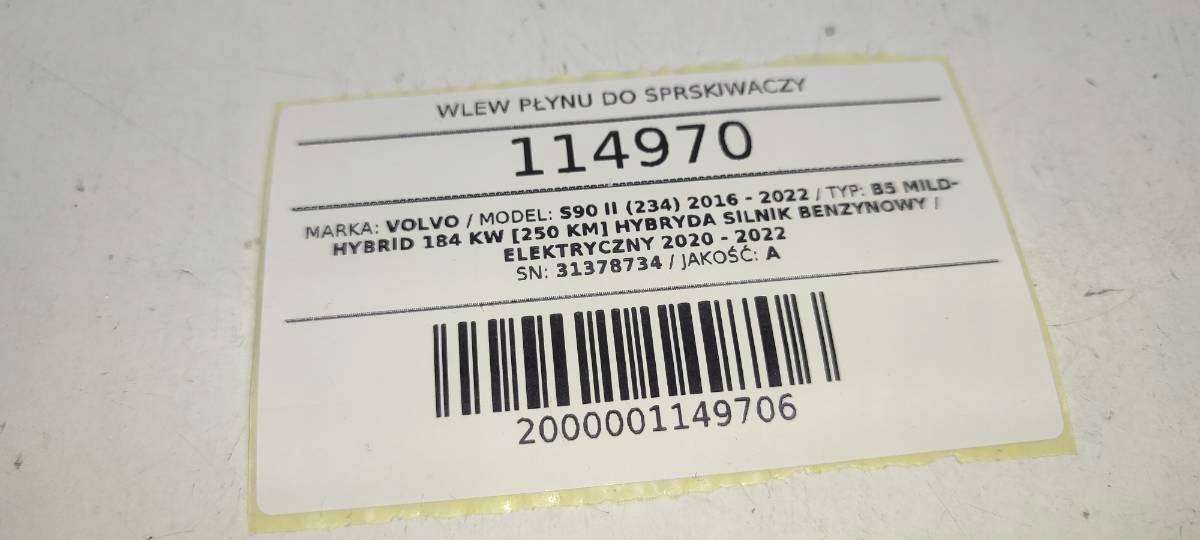 WLEW PŁYNU DO SPRSKIWACZY
114970
MARKA: VOLVO / MODEL: S90 II (234) 2016 - 2022 / TYP: B5 MILD-
HYBRID 184 KW [250 KM] HYBRYDA SILNIK BENZYNOWY /
ELEKTRYCZNY 2020 - 2022
SN: 31378734 / JAKOŚĆ: A
2000001149706